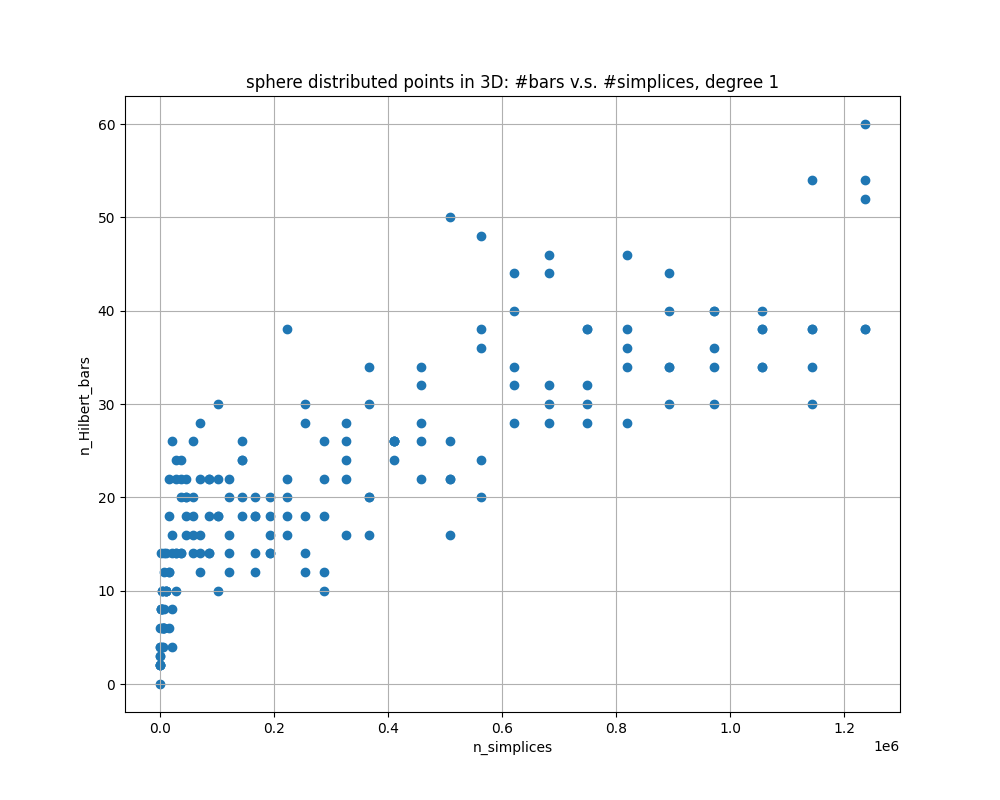 sphere distributed points in 3D: #bars v.s. #simplices, degree 1
60
50
40
30
20
10
0
n_Hilbert_bars
0.0 0.2 0.4 0.6 0.8 1.0 1.2
1e6
n_simplices